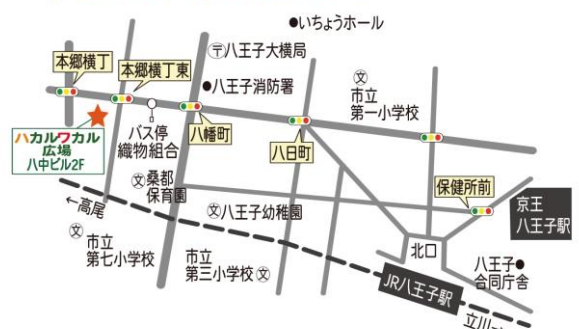 ●いちょうホール
〒八王子大横局
本郷横丁
本郷横丁東
●八王子消防署
文
市立
第一小学校
ハカルワカル
広場
八中ビル2F
バス停
織物組合
八幡町
八日町
保健所前
文桑都
保育園
←高尾
文八王子幼稚園
京王
八王子駅
文
市立
第七小学校
市立
第三小学校文
北口
八王子●
合同庁舎
JR八王子駅
立川